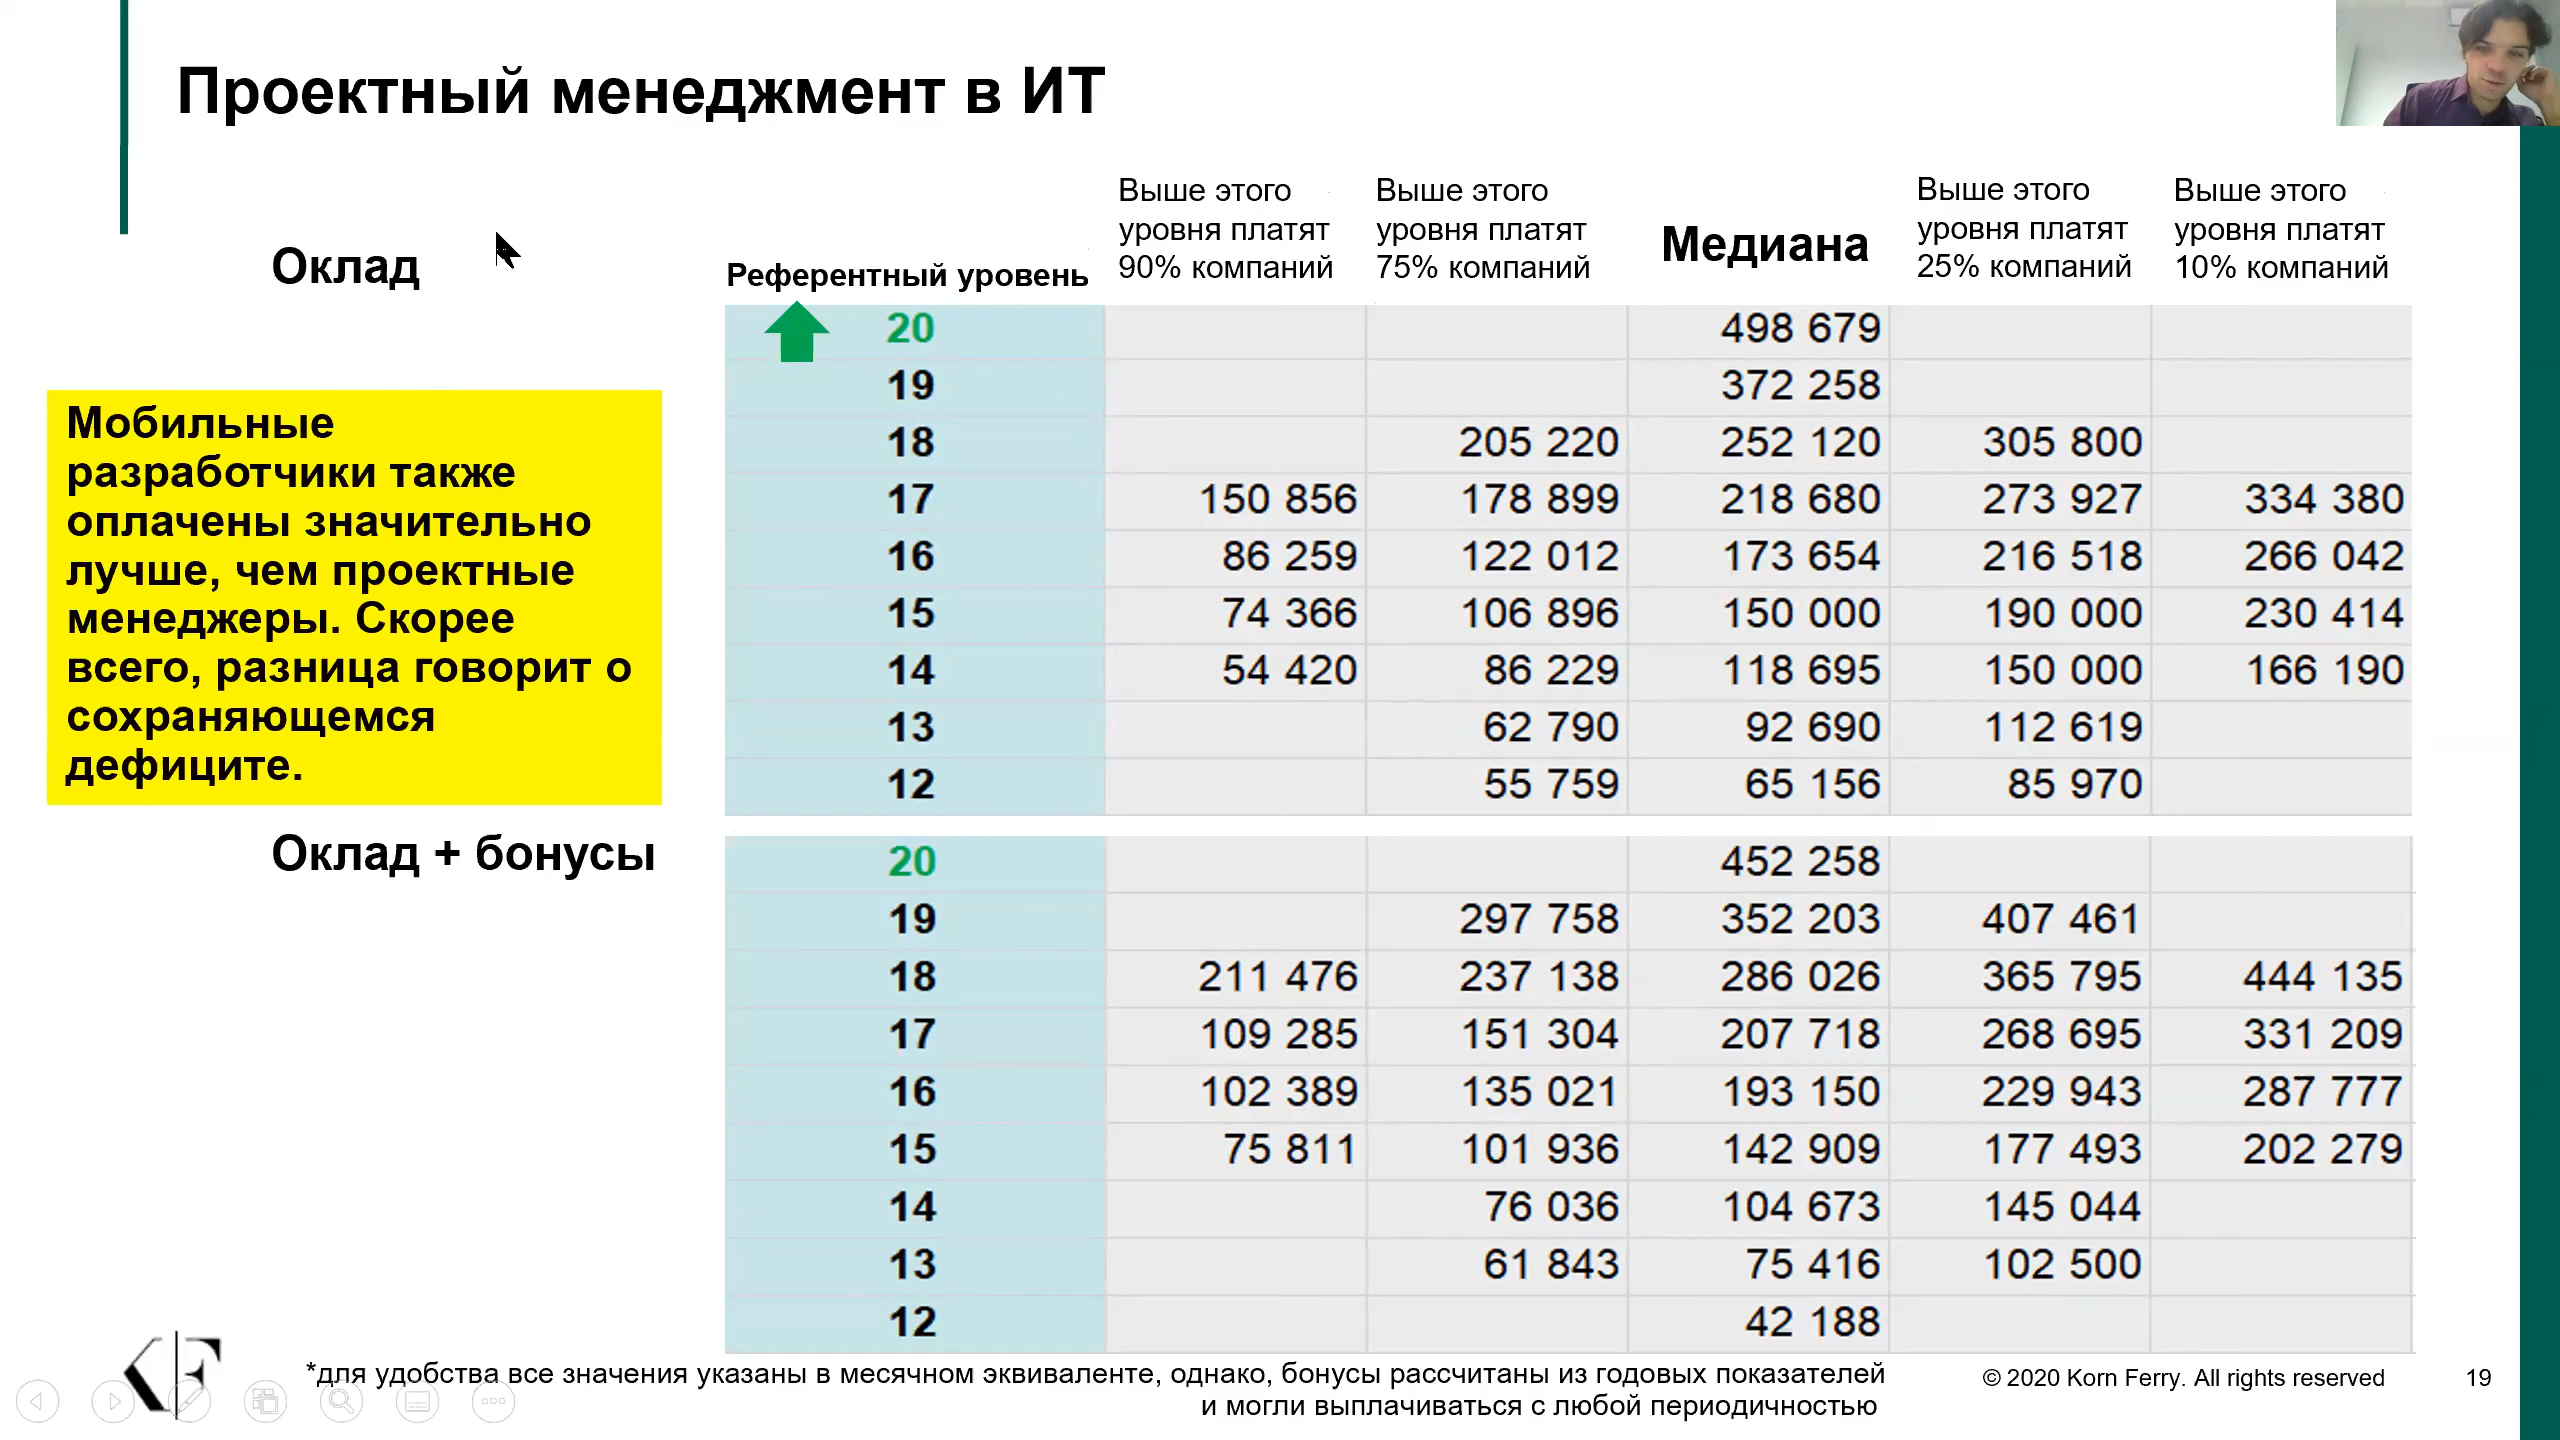 Проектный менеджмент в ИТ
Оклад
Мобильные
разработчики также
оплачены значительно
лучше, чем проектные
менеджеры. Скорее
всего, разница говорит о
сохраняющемся
дефиците.
Референтный уровень
Выше этого
уровня платят
90% компаний
Выше этого
уровня платят
75% компаний
Медиана
Выше этого
уровня платят
25% компаний
Выше этого
уровня платят
10% компаний
20 498 679
19 372 258
18 205 220 252 120 305 800
17 150 856 178 899 218 680 273 927 334 380
16 86 259 122 012 173 654 216 518 266 042
15 74 366 106 896 150 000 190 000 230 414
14 54 420 86 229 118 695 150 000 166 190
13 62 790 92 690 112 619
12 55 759 65 156 85 970
Оклад + бонусы
20 452 258
19 297 758 352 203 407 461
18 211 476 237 138 286 026 365 795 444 135
17 109 285 151 304 207 718 268 695 331 209
16 102 389 135 021 193 150 229 943 287 777
15 75 811 101 936 142 909 177 493 202 279
14 76 036 104 673 145 044
13 61 843 75 416 102 500
12 42 188
KF
*для удобства все значения указаны в месячном эквиваленте, однако, бонусы рассчитаны из годовых показателей
и могли выплачиваться с любой периодичностью
© 2020 Korn Ferry. All rights reserved
19